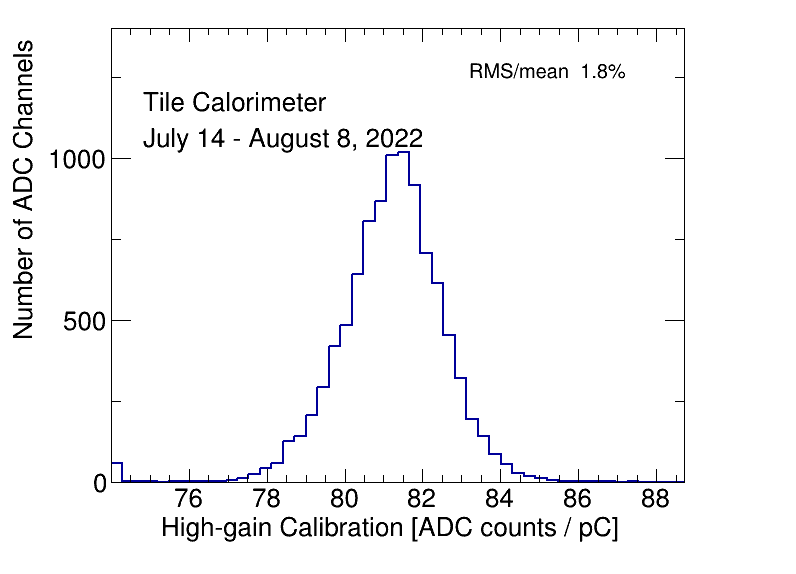 RMS/mean 1.8%
Tile Calorimeter
July 14 - August 8, 2022
Number of ADC Channels
1000
500
0
76 78 80 82 84 86 88
High-gain Calibration [ADC counts / pC]